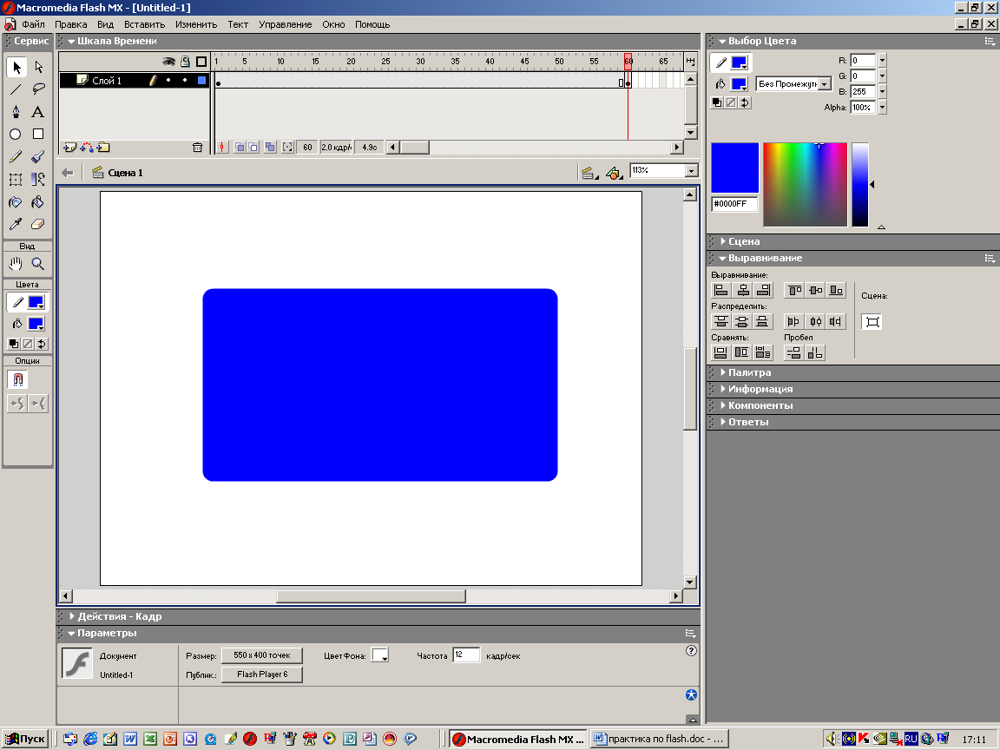 Macromedia Flash MX - [Untitled-1]
Файл Правка Вид Вставить Изменить Тект Управление Окно Помощь
Сервис
Вид
Цвета
Опции
Шкала Времени
1 5 10 15 20 25 30 35 40 45 50 55 60 65
Слой 1
60 2.0 кдр/ 4.9с
Сцена 1
113%
Действия - Кадр
Параметры
Документ
Untitled-1
Размер: 550 x 400 точек
Публик.: Flash Player 6
Цвет Фона:
Частота 12 кадр/сек
Выбор Цвета
R: 0
G: 0
Без Промежутн
B: 255
Alpha: 100%
#0000FF
Сцена
Выравнивание
Выравнивание:
Сцена:
Распределить:
Сравнять: Пробел
Палитра
Информация
Компоненты
Ответы
Пуск
Macromedia Flash MX ...
практика по flash.doc - ...
RU
17:11